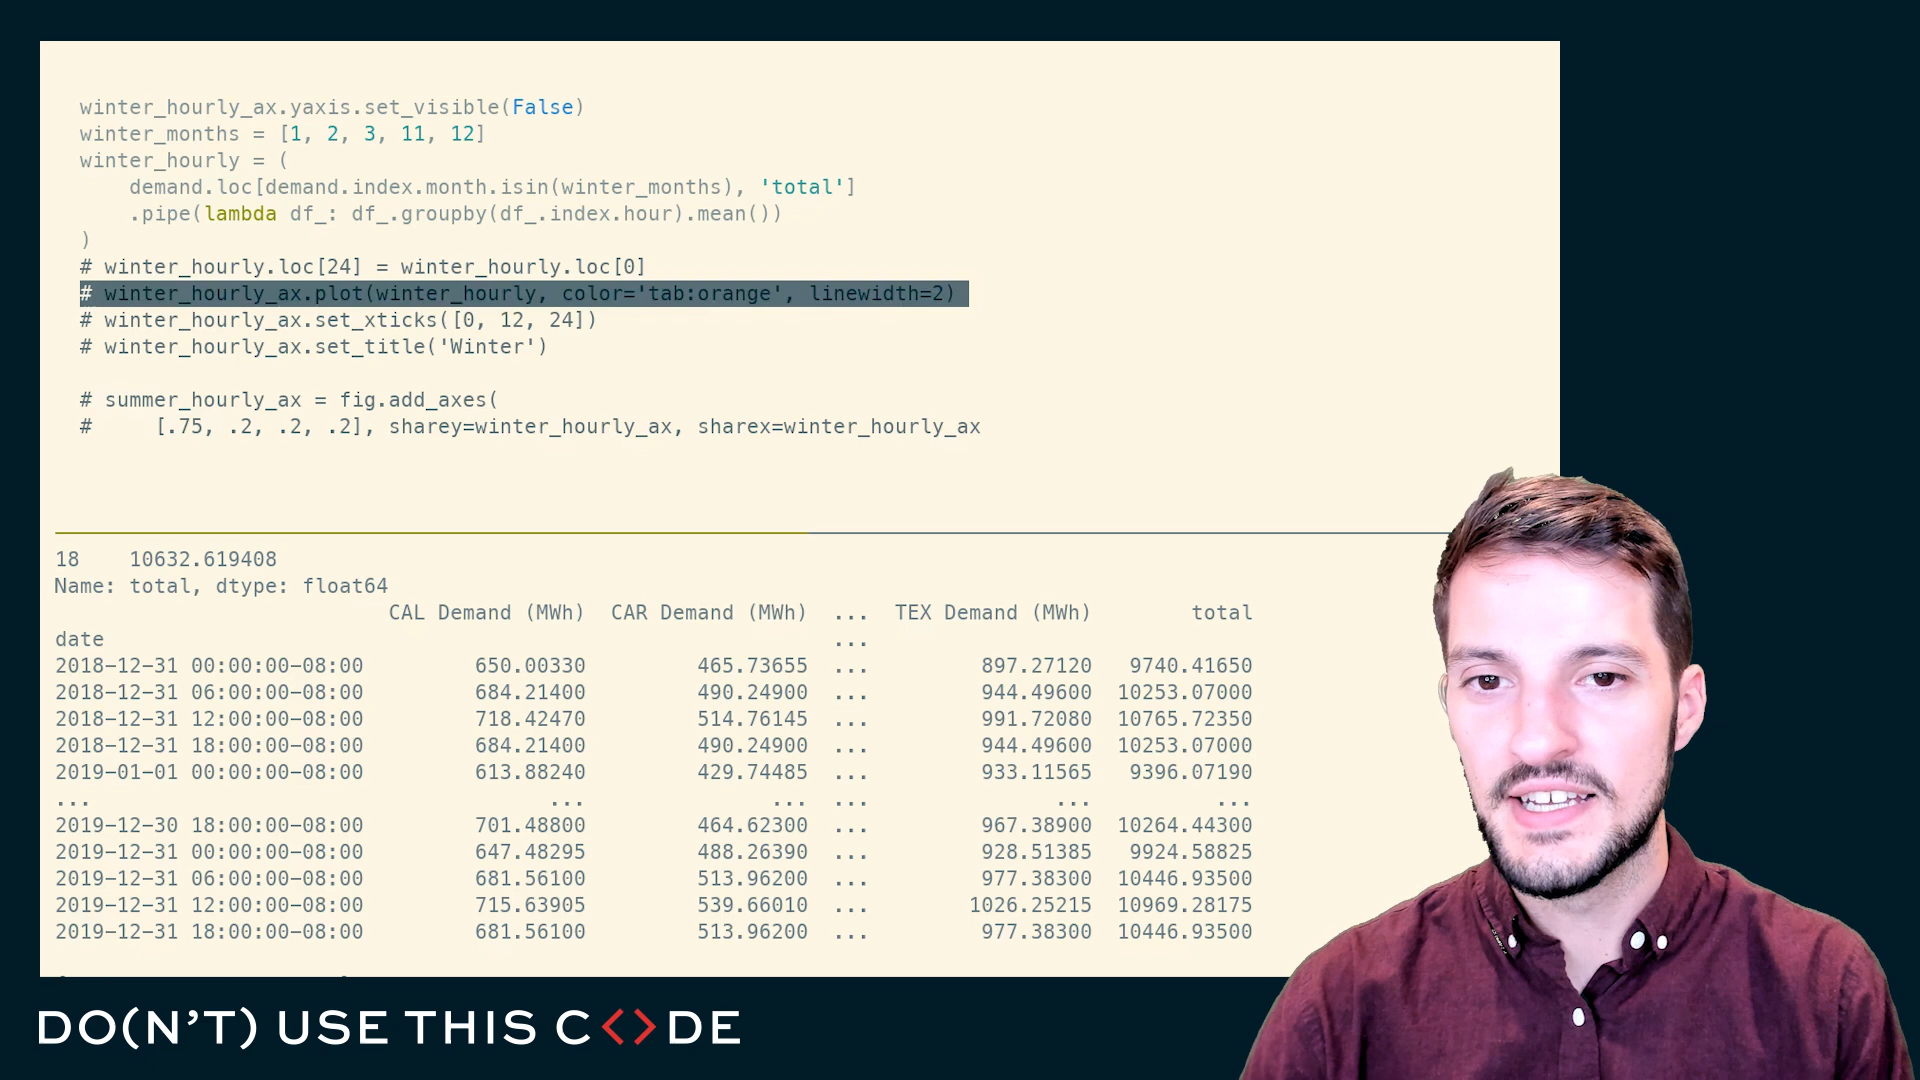 winter_hourly_ax.yaxis.set_visible(False)
winter_months = [1, 2, 3, 11, 12]
winter_hourly = (
    demand.loc[demand.index.month.isin(winter_months), 'total']
    .pipe(lambda df_: df_.groupby(df_.index.hour).mean())
)
# winter_hourly.loc[24] = winter_hourly.loc[0]
# winter_hourly_ax.plot(winter_hourly, color='tab:orange', linewidth=2)
# winter_hourly_ax.set_xticks([0, 12, 24])
# winter_hourly_ax.set_title('Winter')
# summer_hourly_ax = fig.add_axes(
#     [.75, .2, .2, .2], sharey=winter_hourly_ax, sharex=winter_hourly_ax
18    10632.619408
Name: total, dtype: float64
CAL Demand (MWh)  CAR Demand (MWh)  ...  TEX Demand (MWh)        total
date                                ...
2018-12-31 00:00:00-08:00         650.00330         465.73655  ...         897.27120   9740.41650
2018-12-31 06:00:00-08:00         684.21400         490.24900  ...         944.49600  10253.07000
2018-12-31 12:00:00-08:00         718.42470         514.76145  ...         991.72080  10765.72350
2018-12-31 18:00:00-08:00         684.21400         490.24900  ...         944.49600  10253.07000
2019-01-01 00:00:00-08:00         613.88240         429.74485  ...         933.11565   9396.07190
...                                     ...               ...  ...               ...          ...
2019-12-30 18:00:00-08:00         701.48800         464.62300  ...         967.38900  10264.44300
2019-12-31 00:00:00-08:00         647.48295         488.26390  ...         928.51385   9924.58825
2019-12-31 06:00:00-08:00         681.56100         513.96200  ...         977.38300  10446.93500
2019-12-31 12:00:00-08:00         715.63905         539.66010  ...        1026.25215  10969.28175
2019-12-31 18:00:00-08:00         681.56100         513.96200  ...         977.38300  10446.93500
DO(N'T) USE THIS C<>DE